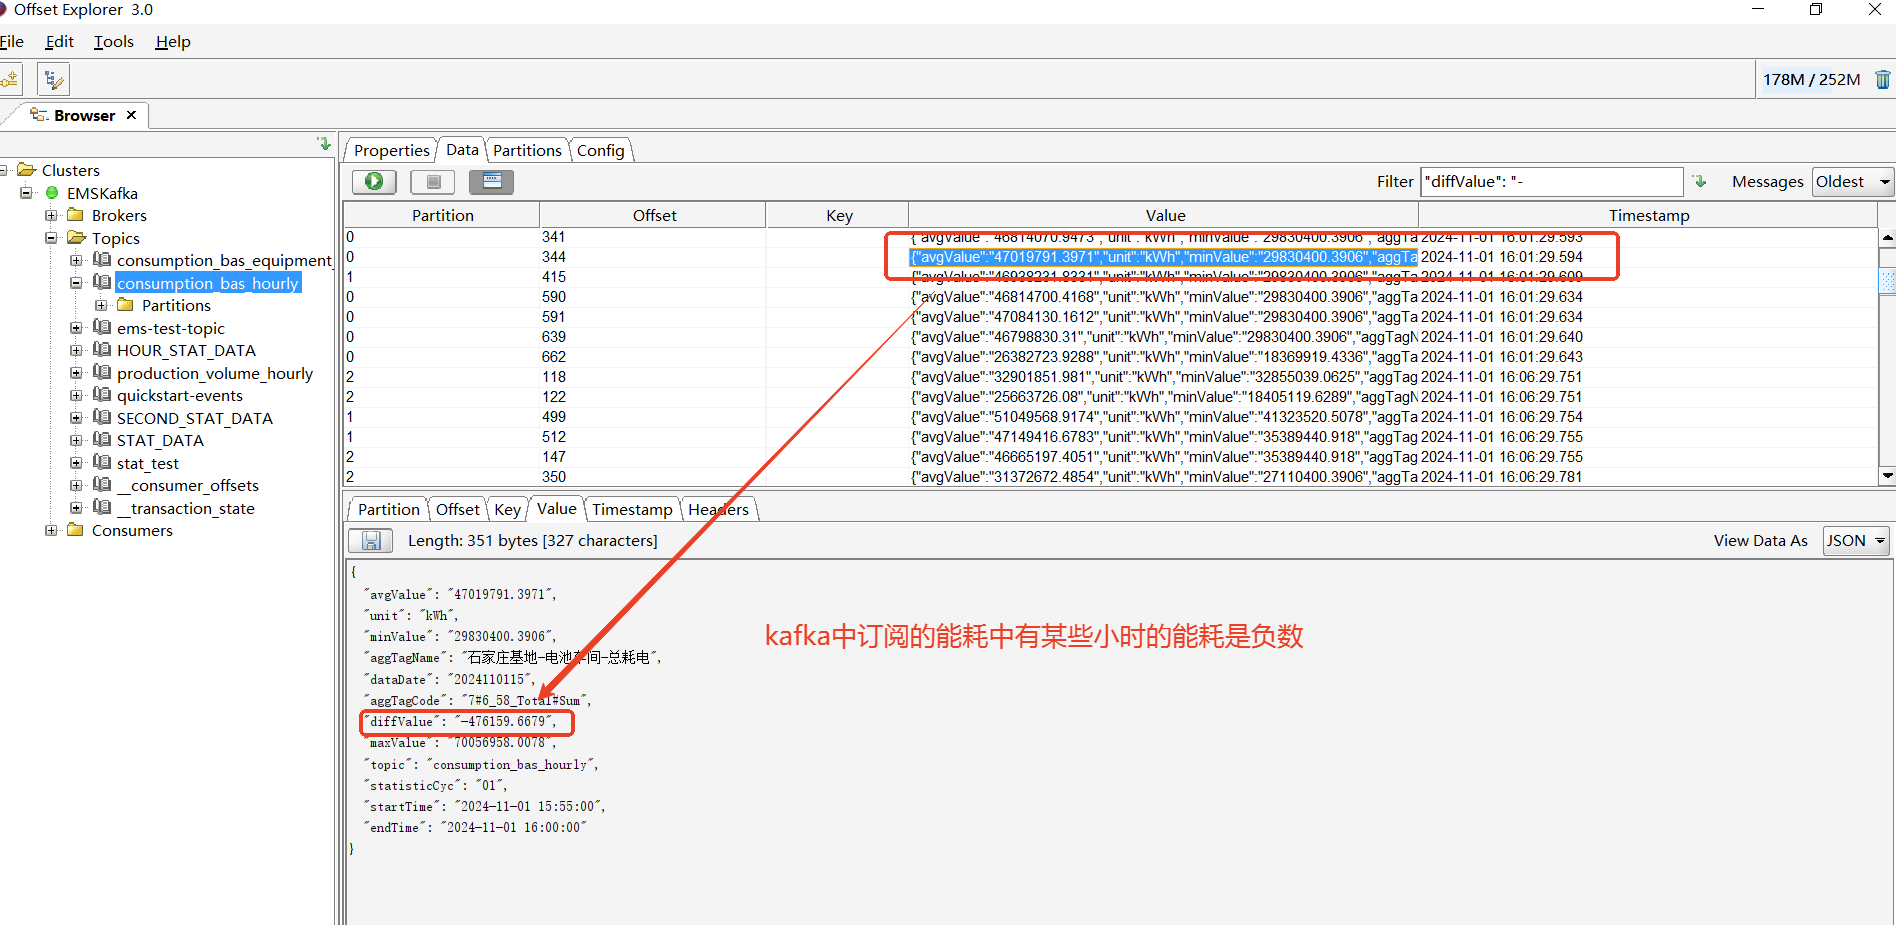 Offset Explorer 3.0
File Edit Tools Help
178M / 252M
Browser
Clusters
EMSKafka
Brokers
Topics
consumption_bas_equipment_
consumption_bas_hourly
Partitions
ems-test-topic
HOUR_STAT_DATA
production_volume_hourly
quickstart-events
SECOND_STAT_DATA
STAT_DATA
stat_test
__consumer_offsets
__transaction_state
Consumers
Properties Data Partitions Config
Filter "diffValue": "- Messages Oldest
Partition Offset Key Value Timestamp
0 341 {"avgValue":"46814070.9473","unit":"kWh","minValue":"29830400.3906","aggTa 2024-11-01 16:01:29.593
0 344 {"avgValue":"47019791.3971","unit":"kWh","minValue":"29830400.3906","aggTa 2024-11-01 16:01:29.594
1 415 {"avgValue":"46938231.8331","unit":"kWh","minValue":"29830400.3906","aggTa 2024-11-01 16:01:29.609
0 590 {"avgValue":"46814700.4168","unit":"kWh","minValue":"29830400.3906","aggTa 2024-11-01 16:01:29.634
0 591 {"avgValue":"47084130.1612","unit":"kWh","minValue":"29830400.3906","aggTa 2024-11-01 16:01:29.634
0 639 {"avgValue":"46798830.31","unit":"kWh","minValue":"29830400.3906","aggTagN 2024-11-01 16:01:29.640
0 662 {"avgValue":"26382723.9288","unit":"kWh","minValue":"18369919.4336","aggTa 2024-11-01 16:01:29.643
2 118 {"avgValue":"32901851.981","unit":"kWh","minValue":"32855039.0625","aggTag 2024-11-01 16:06:29.751
2 122 {"avgValue":"25663726.08","unit":"kWh","minValue":"18405119.6289","aggTagN 2024-11-01 16:06:29.751
1 499 {"avgValue":"51049568.9174","unit":"kWh","minValue":"41323520.5078","aggTa 2024-11-01 16:06:29.754
1 512 {"avgValue":"47149416.6783","unit":"kWh","minValue":"35389440.918","aggTag 2024-11-01 16:06:29.755
2 147 {"avgValue":"46665197.4051","unit":"kWh","minValue":"35389440.918","aggTag 2024-11-01 16:06:29.755
2 350 {"avgValue":"31372672.4854","unit":"kWh","minValue":"27110400.3906","aggTa 2024-11-01 16:06:29.781
Partition Offset Key Value Timestamp Headers
Length: 351 bytes [327 characters] View Data As JSON
{
"avgValue": "47019791.3971",
"unit": "kWh",
"minValue": "29830400.3906",
"aggTagName": "石家庄基地-电池车间-总耗电",
"dataDate": "2024110115",
"aggTagCode": "7#6_58_Total#Sum",
"diffValue": "-476159.6679",
"maxValue": "70056958.0078",
"topic": "consumption_bas_hourly",
"statisticCyc": "01",
"startTime": "2024-11-01 15:55:00",
"endTime": "2024-11-01 16:00:00"
}
kafka中订阅的能耗中有某些小时的能耗是负数